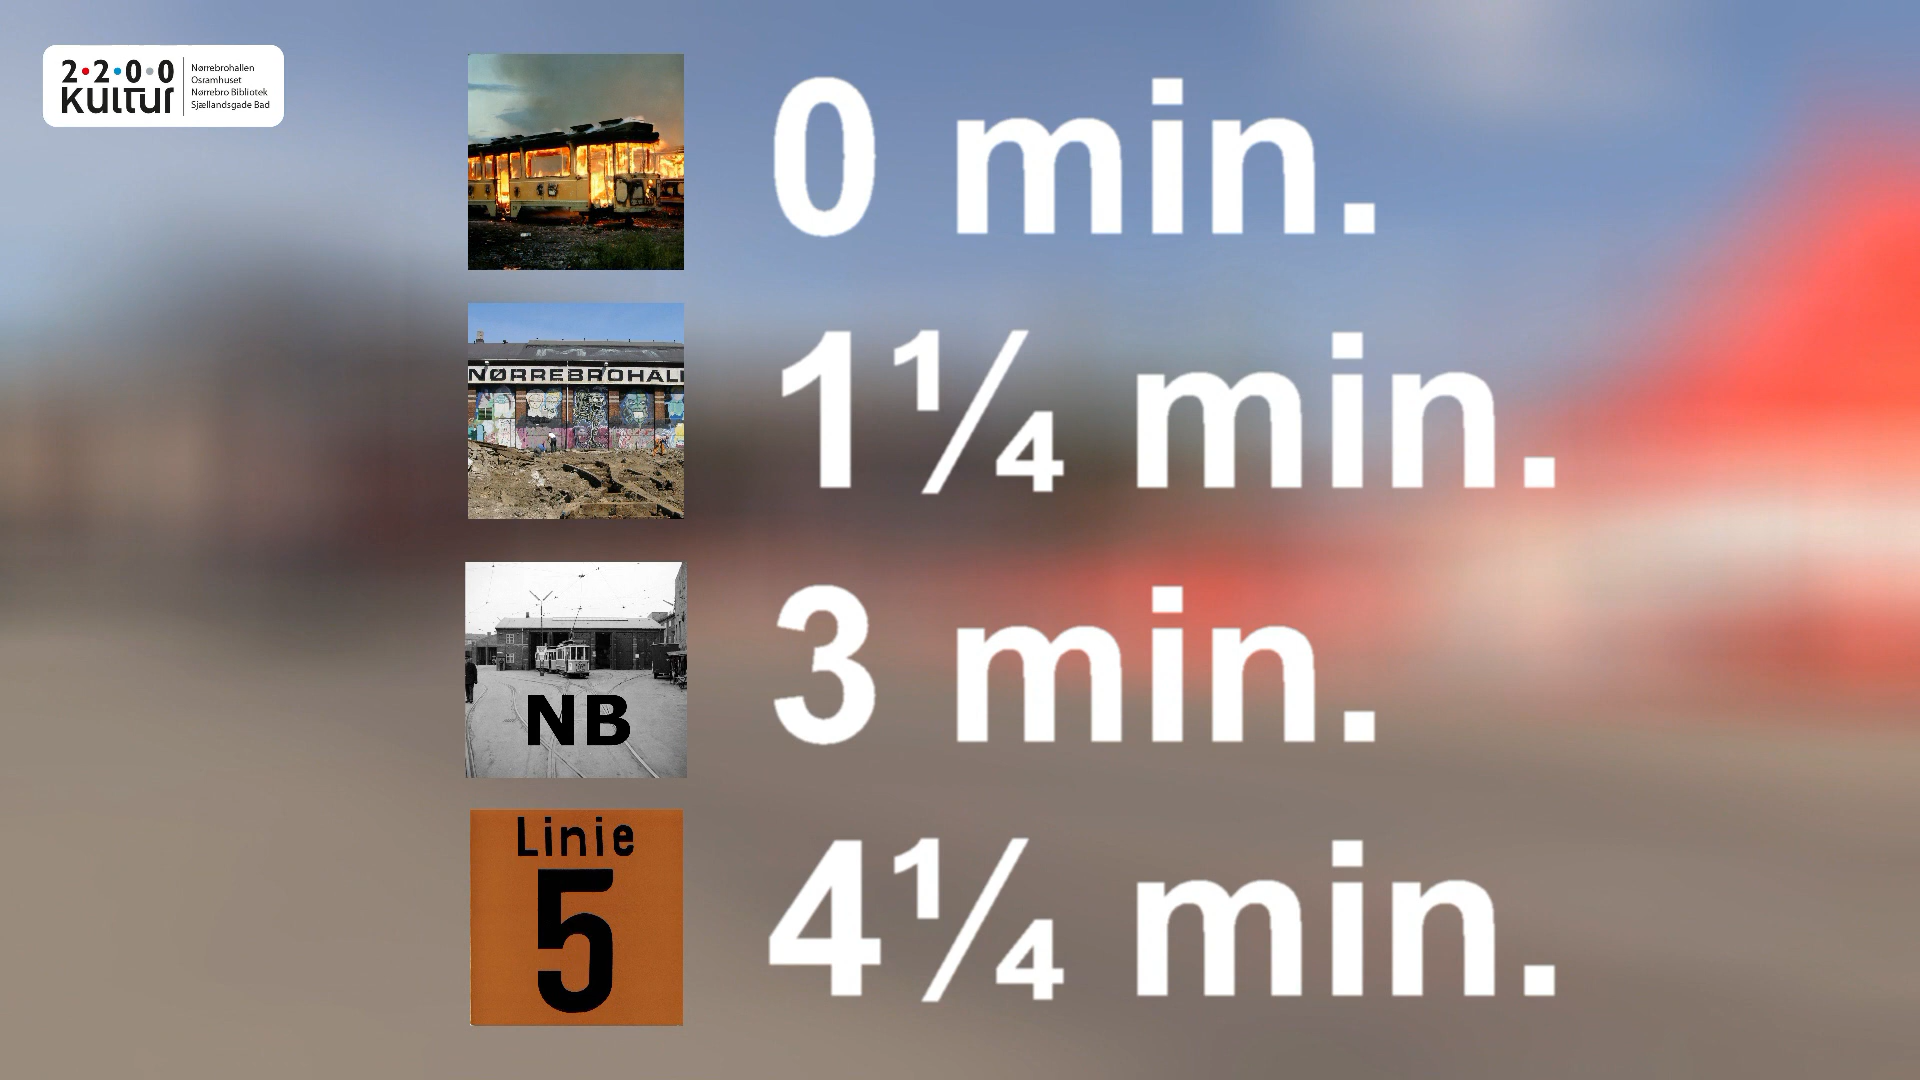 2·2·0·0
kultur
Nørrebrohallen
Osramhuset
Nørrebro Bibliotek
Sjællandsgade Bad
0 min.
NØRREBROHAL
1¼ min.
NB
3 min.
Linie
5
4¼ min.